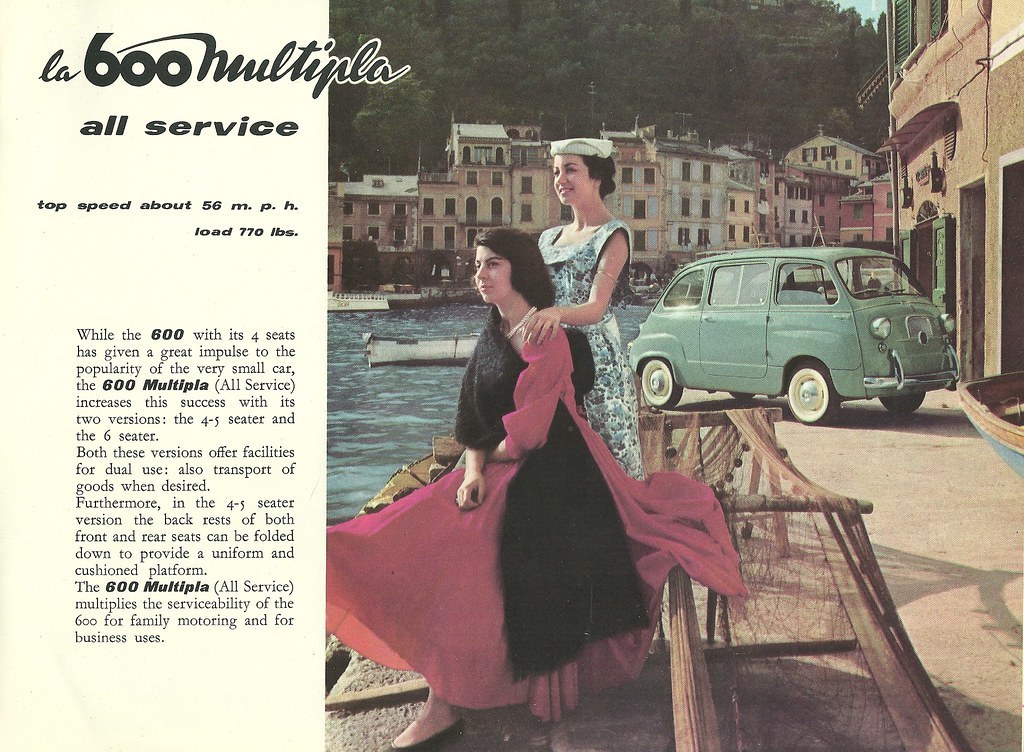 la 600 multipla
all service
top speed about 56 m. p. h.
load 770 lbs.
While the 600 with its 4 seats
has given a great impulse to the
popularity of the very small car,
the 600 Multipla (All Service)
increases this success with its
two versions: the 4-5 seater and
the 6 seater.
Both these versions offer facilities
for dual use: also transport of
goods when desired.
Furthermore, in the 4-5 seater
version the back rests of both
front and rear seats can be folded
down to provide a uniform and
cushioned platform.
The 600 Multipla (All Service)
multiplies the serviceability of the
600 for family motoring and for
business uses.